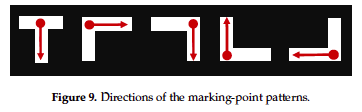 Figure 9. Directions of the marking-point patterns.